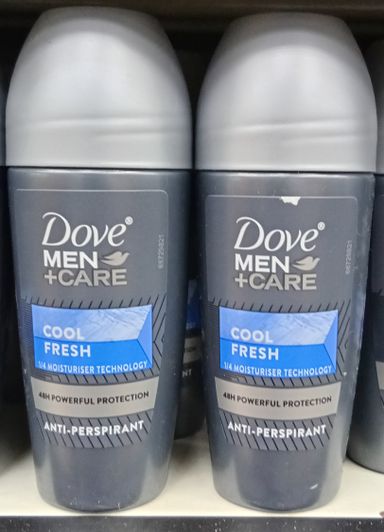 Dove
MEN
+CARE
COOL
FRESH
1/4 MOISTURISER TECHNOLOGY
48H POWERFUL PROTECTION
ANTI-PERSPIRANT
Dove
MEN
+CARE
COOL
FRESH
1/4 MOISTURISER TECHNOLOGY
48H POWERFUL PROTECTION
ANTI-PERSPIRANT